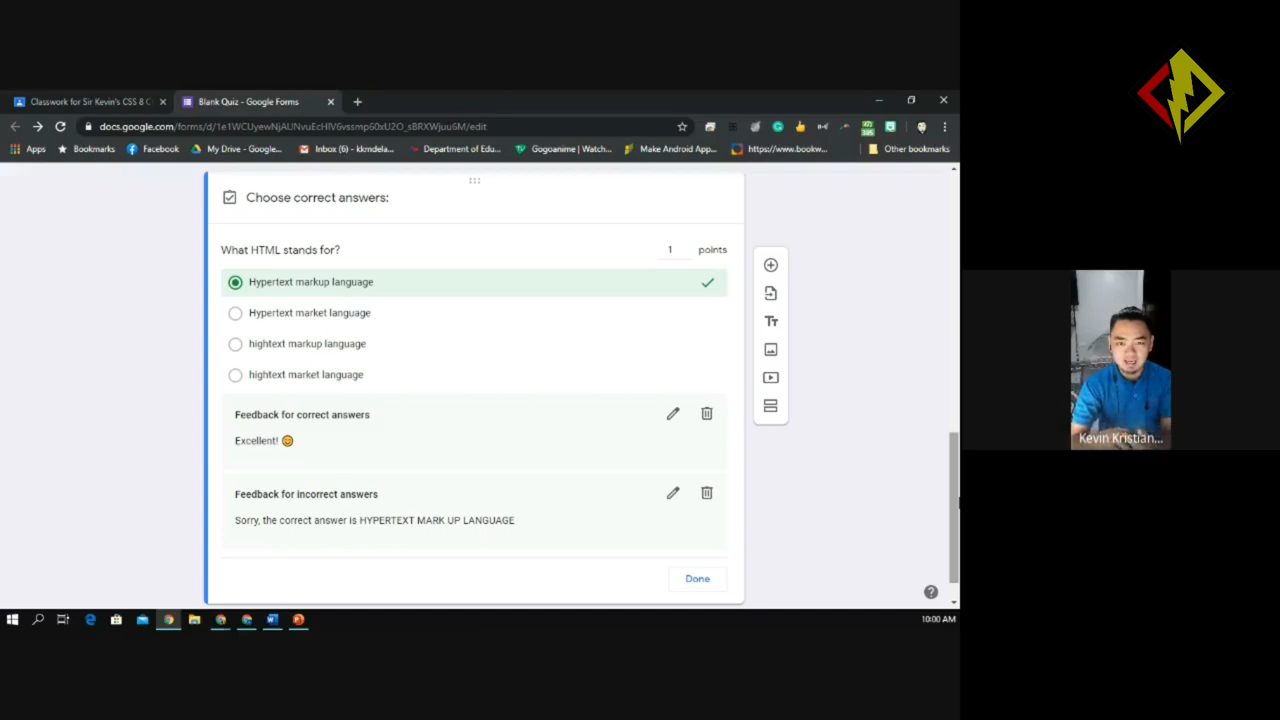 Classwork for Sir Kevin's CSS 8 C
Blank Quiz - Google Forms
docs.google.com/forms/d/1e1WCUyewNjAUNvuEcHIV6vssmp60xU2O_sBRXWjuu6M/edit
Apps
Bookmarks
Facebook
My Drive - Google...
Inbox (6) - kkmdela...
Department of Edu...
Gogoanime | Watch...
Make Android App...
https://www.bookw...
Other bookmarks
Choose correct answers:
What HTML stands for?
1 points
Hypertext markup language
Hypertext market language
hightext markup language
hightext market language
Feedback for correct answers
Excellent! 😊
Feedback for incorrect answers
Sorry, the correct answer is HYPERTEXT MARK UP LANGUAGE
Done
Kevin Kristian...
10:00 AM